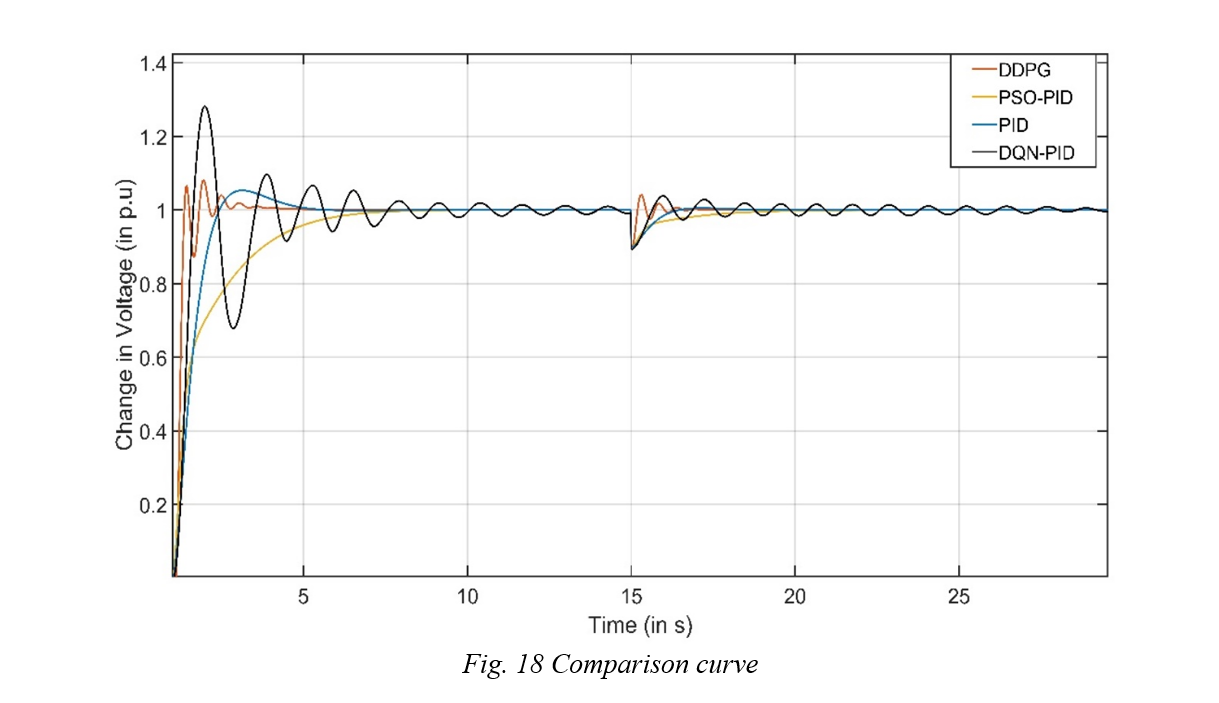 1.4
1.2
1
0.8
0.6
0.4
0.2
Change in Voltage (in p.u)
DDPG
PSO-PID
PID
DQN-PID
5
10
15
20
25
Time (in s)
Fig. 18 Comparison curve